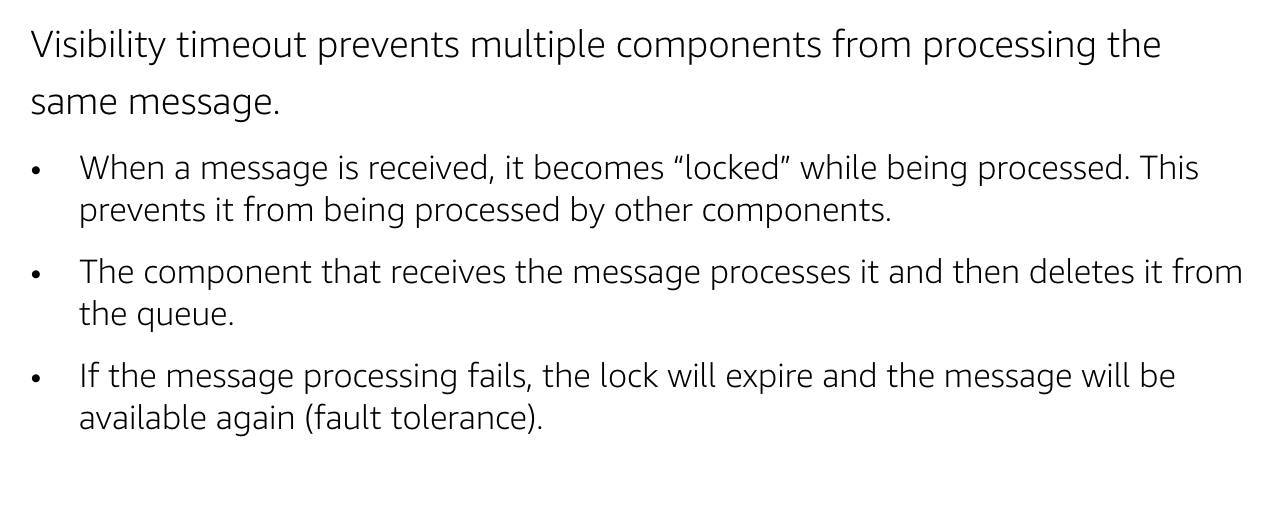 Visibility timeout prevents multiple components from processing the
same message.
• When a message is received, it becomes “locked” while being processed. This
prevents it from being processed by other components.
• The component that receives the message processes it and then deletes it from
the queue.
• If the message processing fails, the lock will expire and the message will be
available again (fault tolerance).